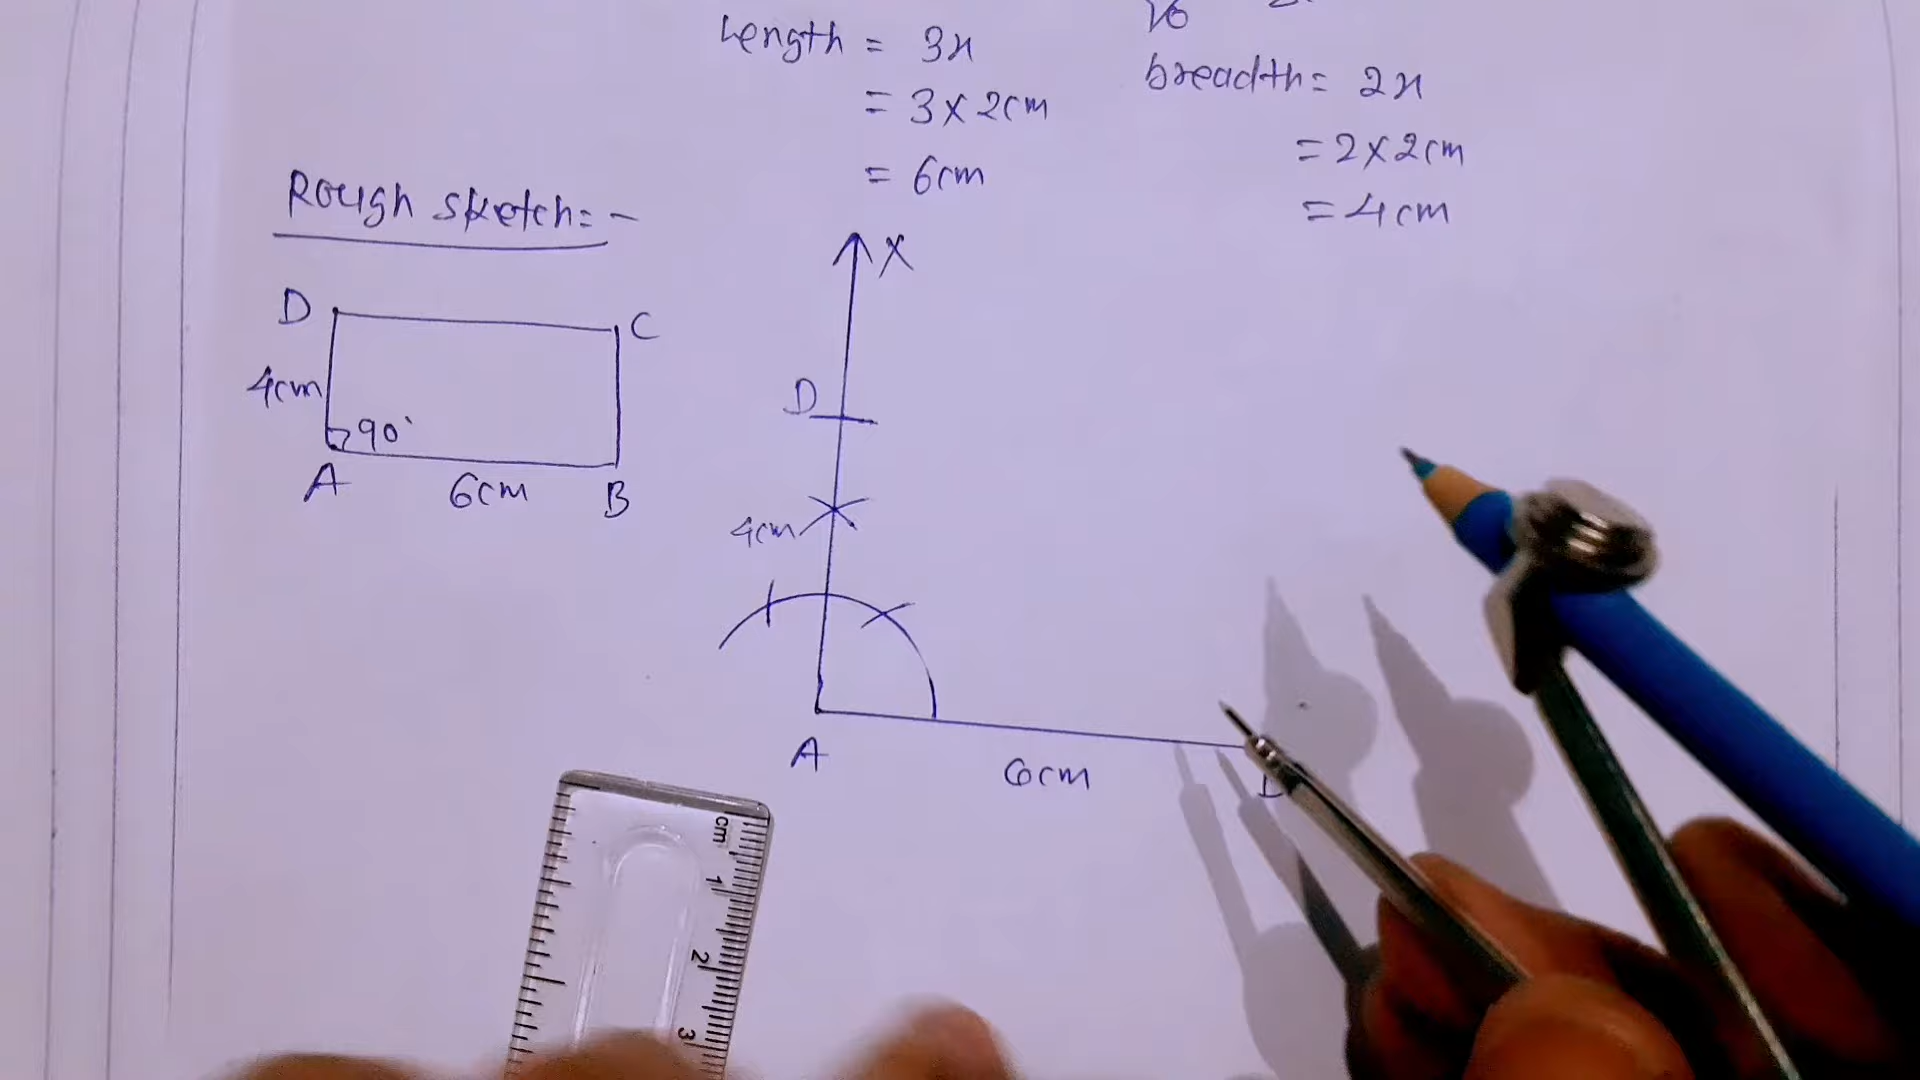 Length = 3x
= 3×2cm
= 6cm
breadth= 2x
=2×2cm
=4cm
Rough sketch:-
D
C
4cm
90°
A
6cm
B
X
D
4cm
A
6cm
cm
1
2
3